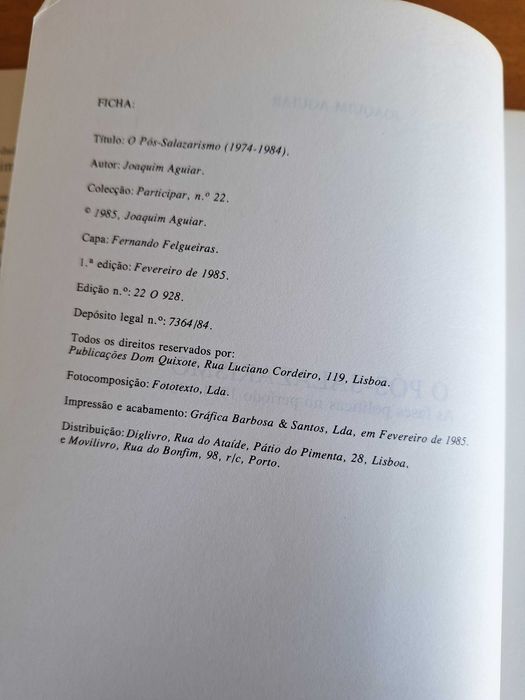 FICHA:
Título: O Pós-Salazarismo (1974-1984).
Autor: Joaquim Aguiar.
Colecção: Participar, n.º 22.
© 1985, Joaquim Aguiar.
Capa: Fernando Felgueiras.
1.ª edição: Fevereiro de 1985.
Edição n.º: 22 O 928.
Depósito legal n.º: 7364/84.
Todos os direitos reservados por:
Publicações Dom Quixote, Rua Luciano Cordeiro, 119, Lisboa.
Fotocomposição: Fototexto, Lda.
Impressão e acabamento: Gráfica Barbosa & Santos, Lda, em Fevereiro de 1985.
Distribuição: Diglivro, Rua do Ataíde, Pátio do Pimenta, 28, Lisboa,
e Movilivro, Rua do Bonfim, 98, r/c, Porto.